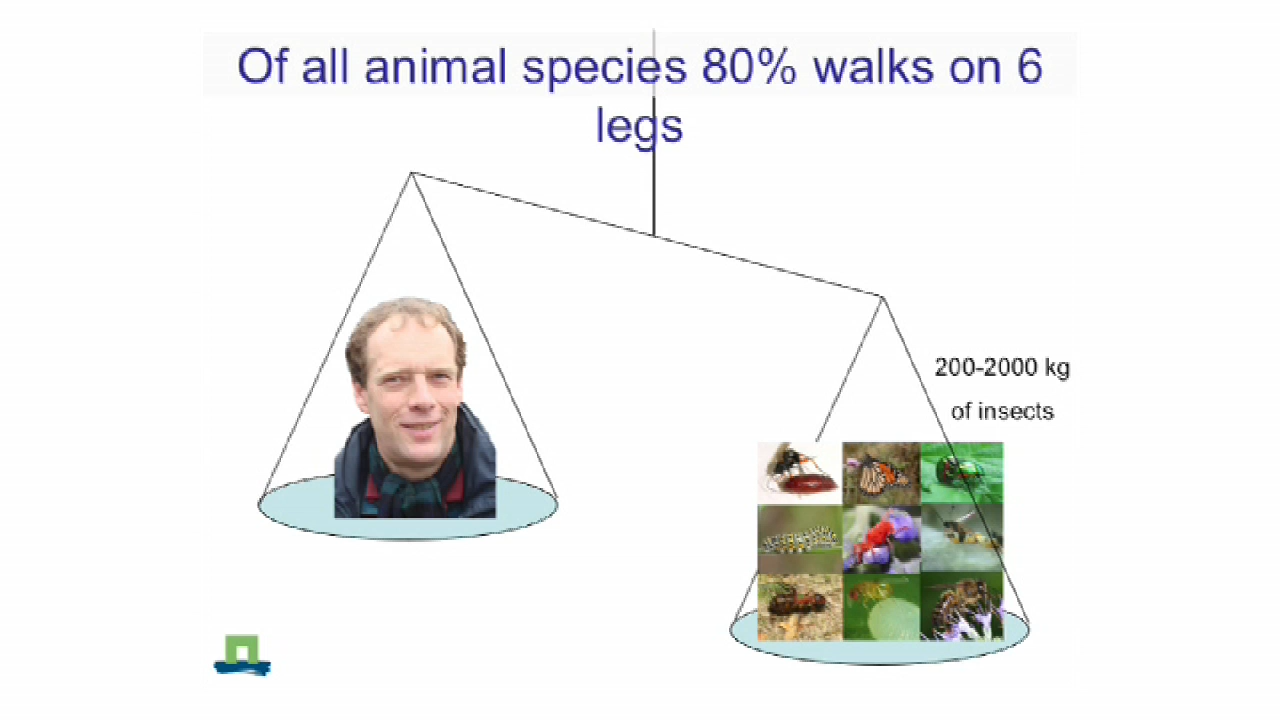 Of all animal species 80% walks on 6
legs
200-2000 kg
of insects